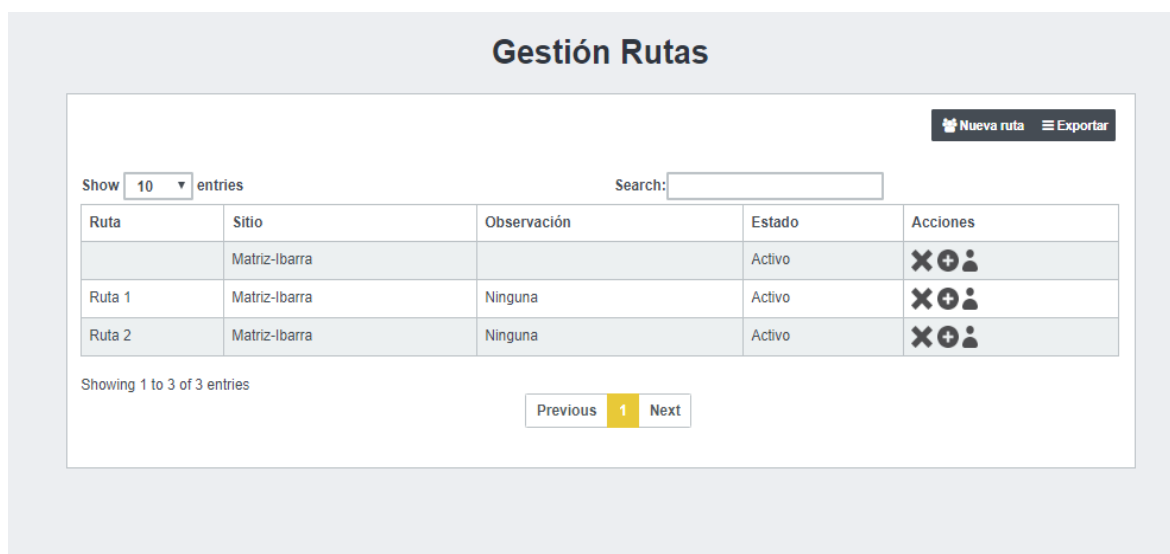 Gestión Rutas
Nueva ruta Exportar
Show 10 entries Search:
Ruta Sitio Observación Estado Acciones
Matriz-Ibarra Activo
Ruta 1 Matriz-Ibarra Ninguna Activo
Ruta 2 Matriz-Ibarra Ninguna Activo
Showing 1 to 3 of 3 entries
Previous 1 Next